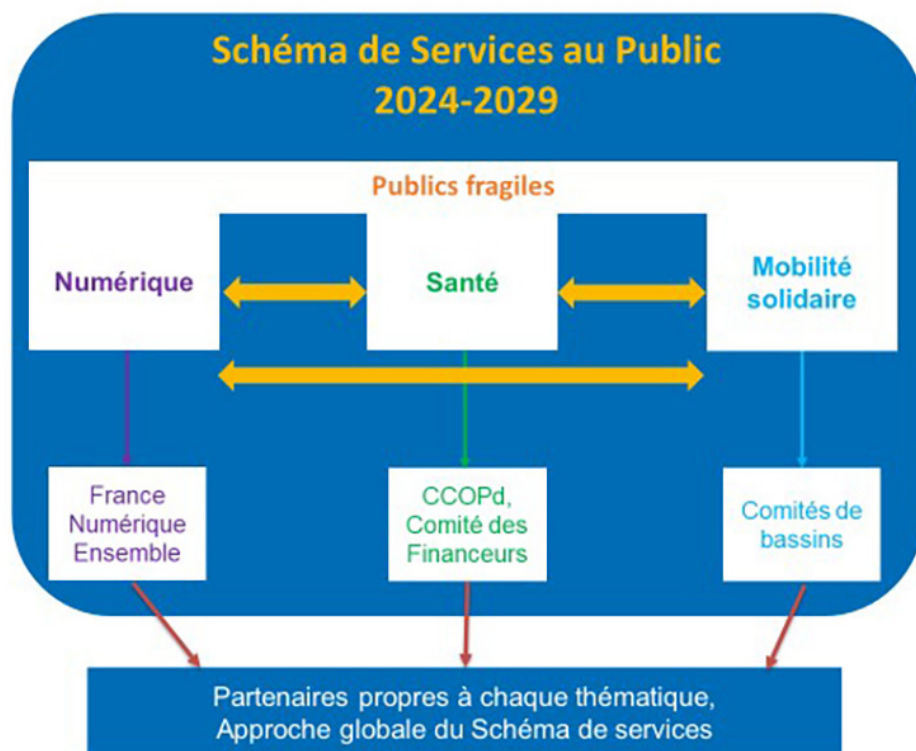 Schéma de Services au Public
2024-2029
Publics fragiles
Numérique
Santé
Mobilité
solidaire
France
Numérique
Ensemble
CCOPd,
Comité des
Financeurs
Comités de
bassins
Partenaires propres à chaque thématique,
Approche globale du Schéma de services